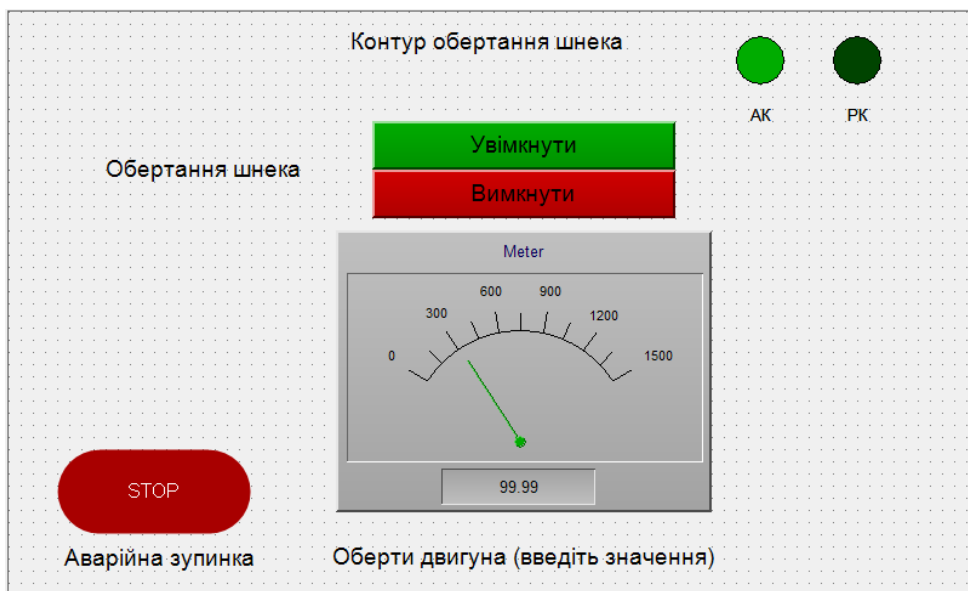 Контур обертання шнека
АК
РК
Увімкнути
Обертання шнека
Вимкнути
Meter
0
300
600
900
1200
1500
99.99
STOP
Аварійна зупинка
Оберти двигуна (введіть значення)